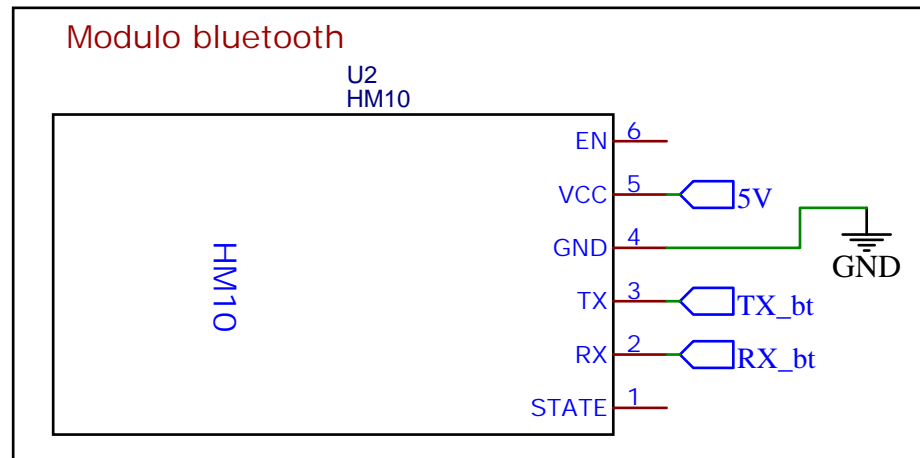 Modulo bluetooth
U2
HM10
HM10
EN 6
VCC 5 5V
GND 4
GND
TX 3 TX_bt
RX 2 RX_bt
STATE 1